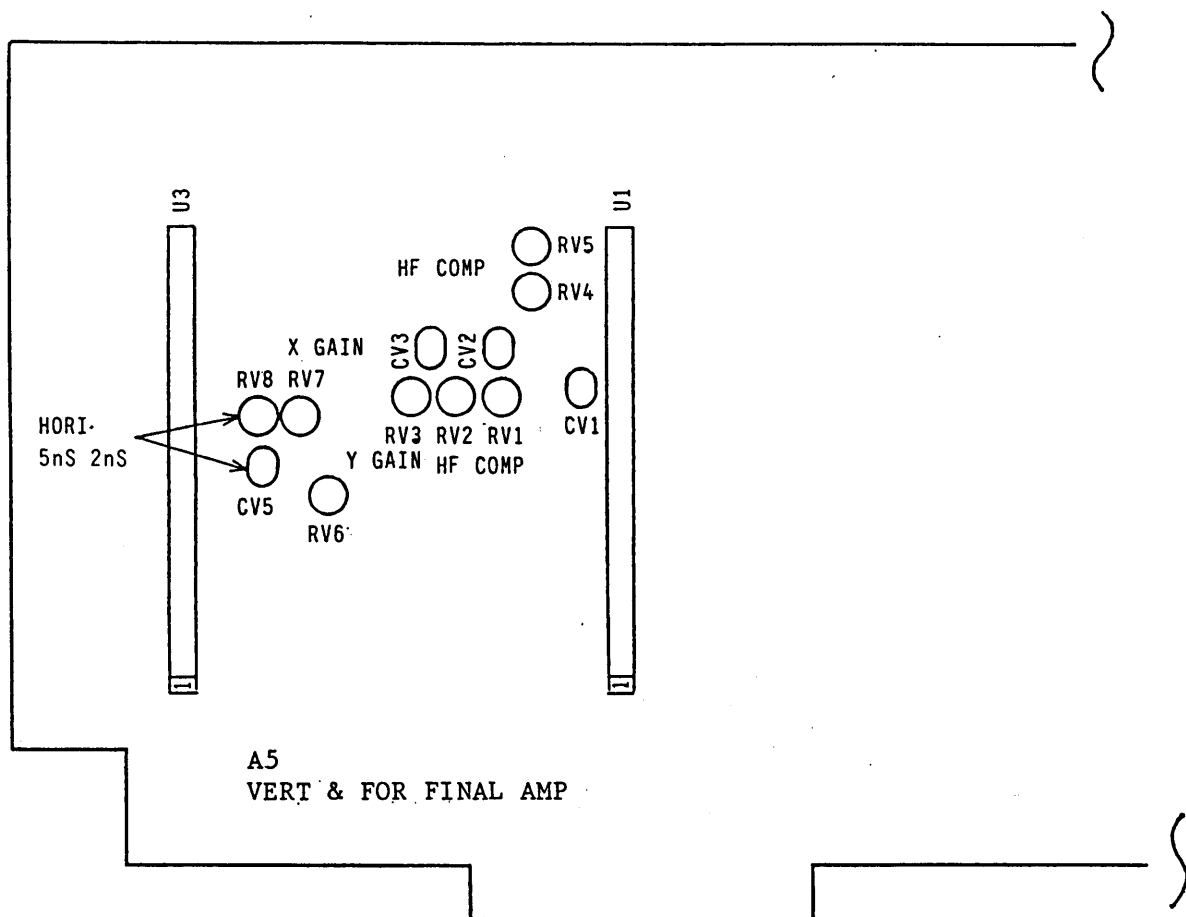 U3
U1
RV5
HF COMP
RV4
CV3
CV2
X GAIN
RV8 RV7
CV1
HORI.
5nS 2nS
RV3 RV2 RV1
Y GAIN HF COMP
CV5
RV6
1
1
A5
VERT & FOR FINAL AMP